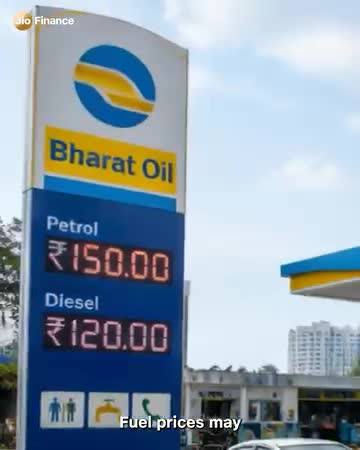 Jio Finance
Bharat Oil
Petrol
₹150.00
Diesel
₹120.00
Fuel prices may